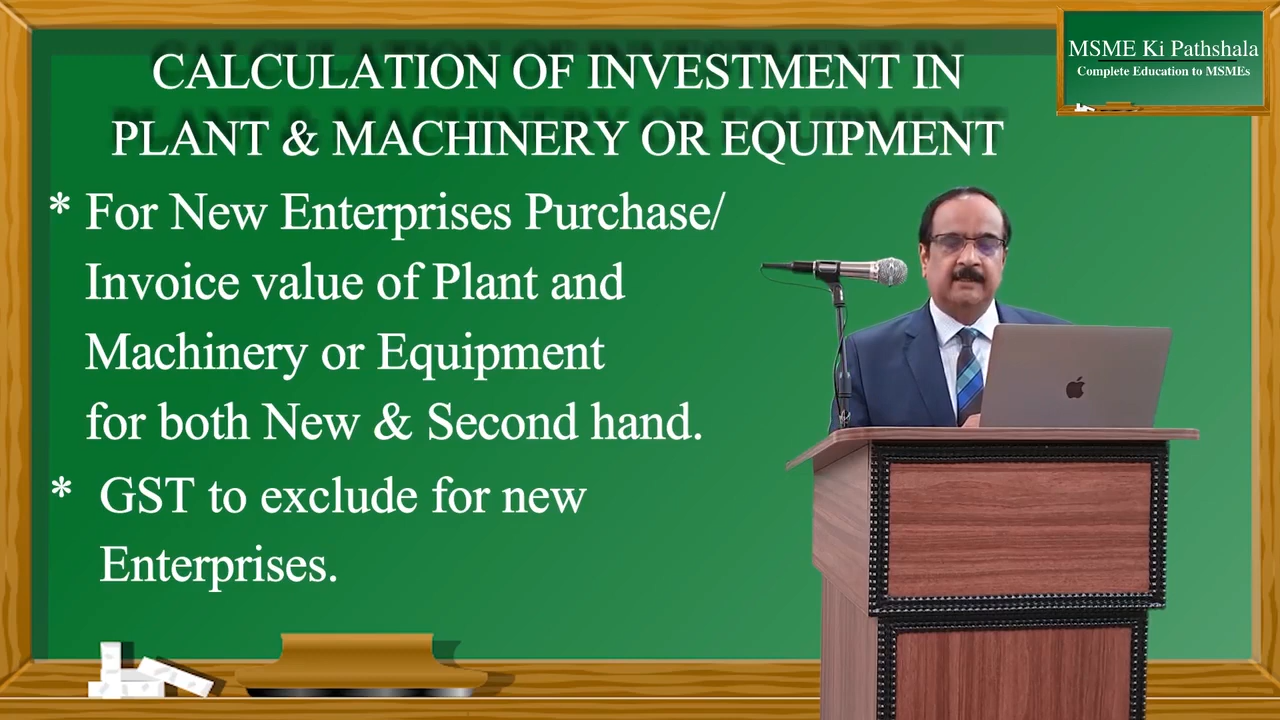 CALCULATION OF INVESTMENT IN
PLANT & MACHINERY OR EQUIPMENT
MSME Ki Pathshala
Complete Education to MSMEs
* For New Enterprises Purchase/
Invoice value of Plant and
Machinery or Equipment
for both New & Second hand.
* GST to exclude for new
Enterprises.